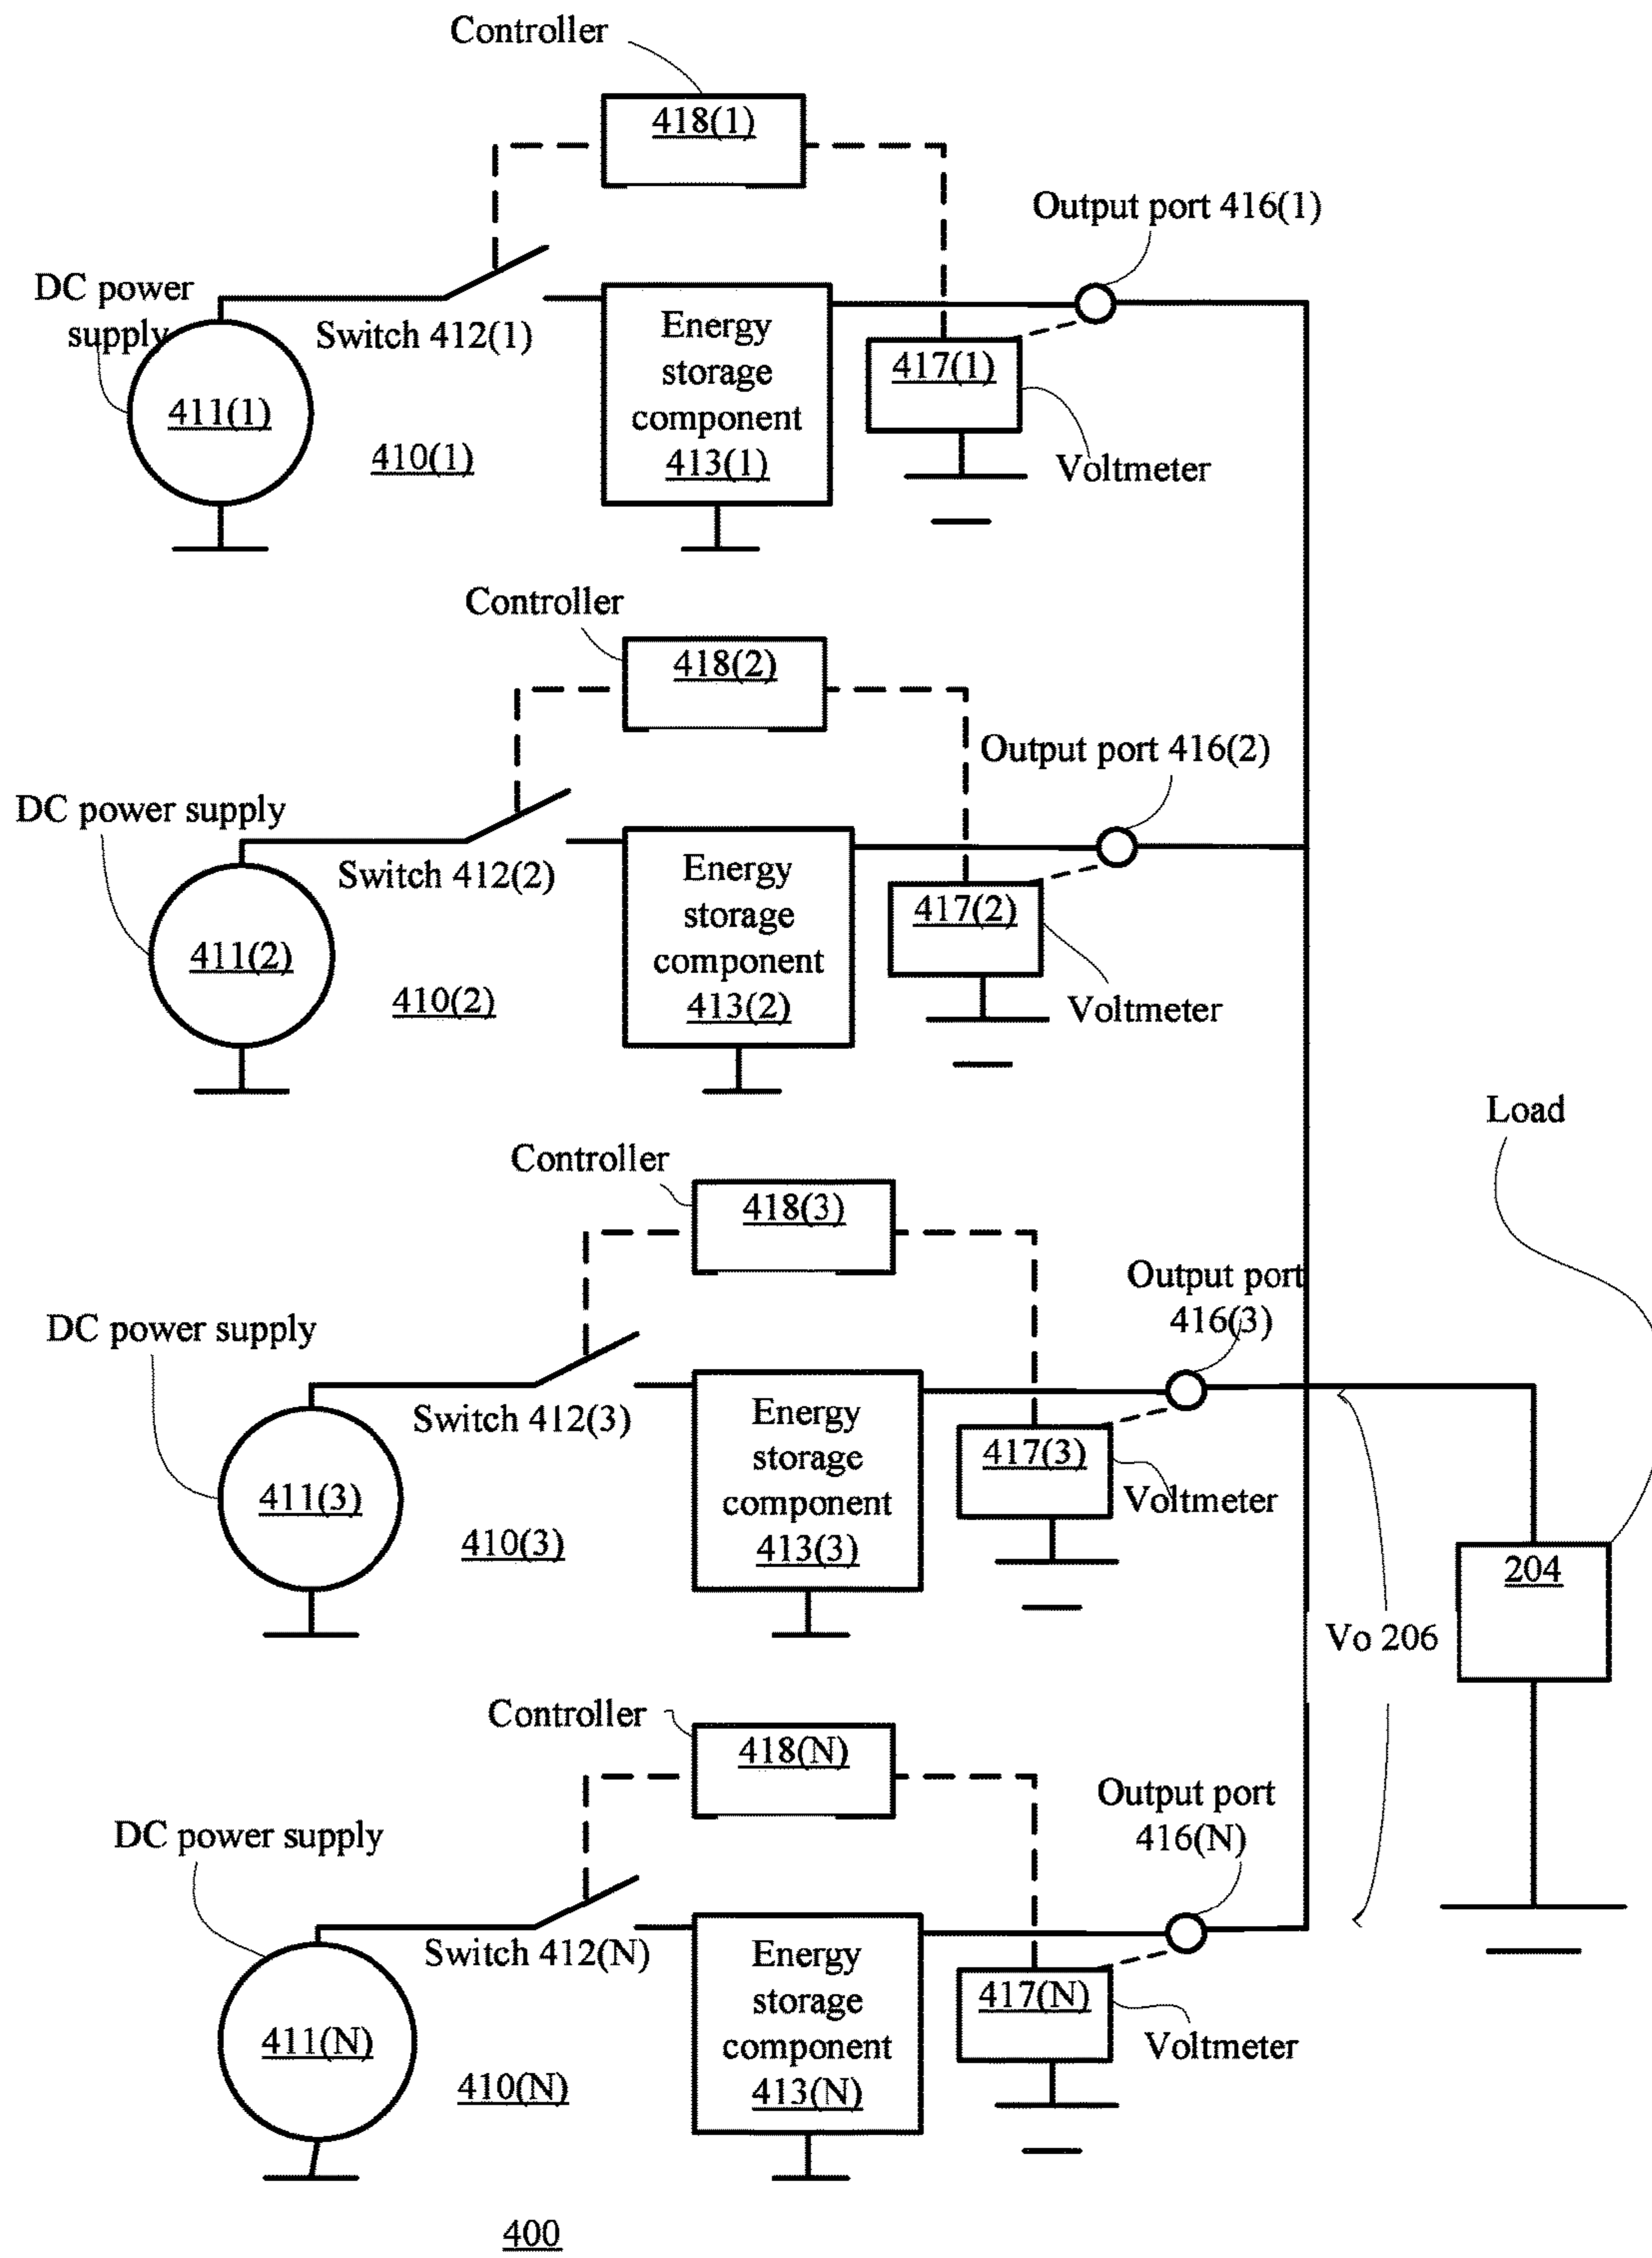 Controller
418(1)
Output port 416(1)
DC power
supply
Switch 412(1)
Energy
storage
component
413(1)
417(1)
411(1)
410(1)
Voltmeter
Controller
418(2)
Output port 416(2)
DC power supply
Switch 412(2)
Energy
storage
component
413(2)
417(2)
411(2)
410(2)
Voltmeter
Load
Controller
418(3)
Output port
416(3)
DC power supply
Switch 412(3)
Energy
storage
component
413(3)
417(3)
Voltmeter
411(3)
410(3)
204
Vo 206
Controller
418(N)
Output port
416(N)
DC power supply
Switch 412(N)
Energy
storage
component
413(N)
417(N)
Voltmeter
411(N)
410(N)
400